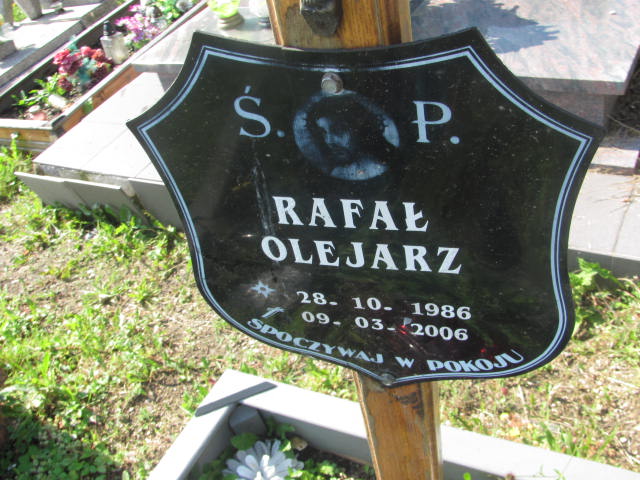 Ś. P.
RAFAŁ
OLEJARZ
28- 10- 1986
09- 03- 2006
SPOCZYWAJ W POKOJU